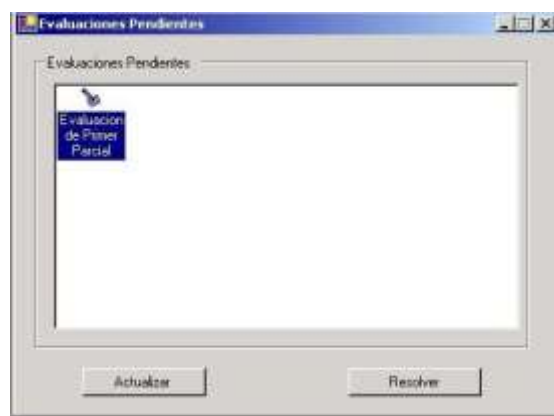 Evaluaciones Pendientes
Evaluaciones Pendientes
Evaluacion
de Primer
Parcial
Actualizar
Resolver